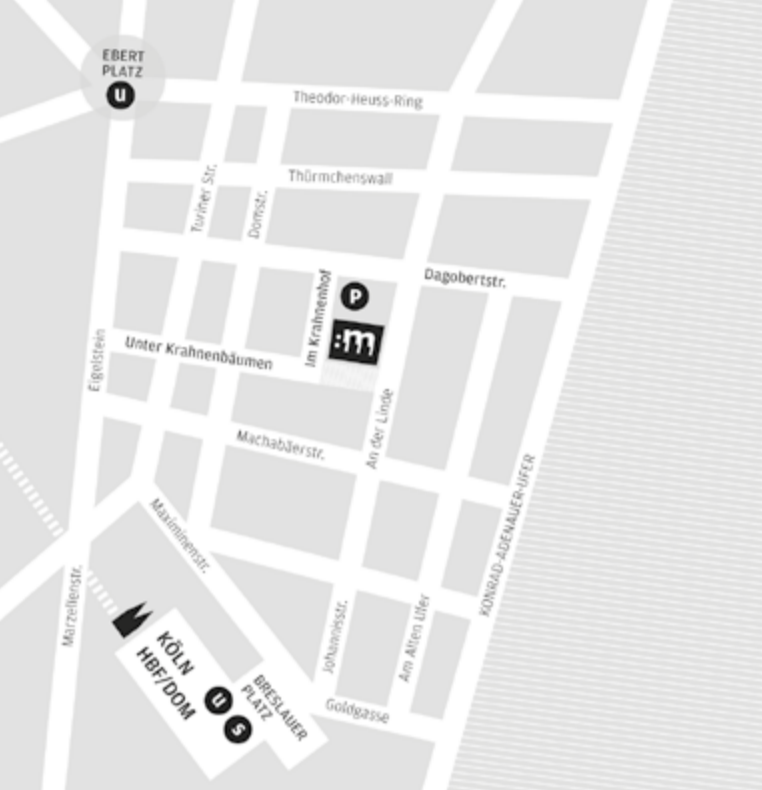 EBERT
PLATZ
u
Theodor-Heuss-Ring
Thürmchenswall
Turiner Str.
Domstr.
Dagobertstr.
Im Krahnenhof
P
:m
Unter Krahnenbäumen
Eigelstein
An der Linde
Machabäerstr.
KONRAD-ADENAUER-UFER
Maximinenstr.
Marzellenstr.
Johannisstr.
Am Alten Ufer
KÖLN
HBF/DOM
u
s
BRESLAUER
PLATZ
Goldgasse